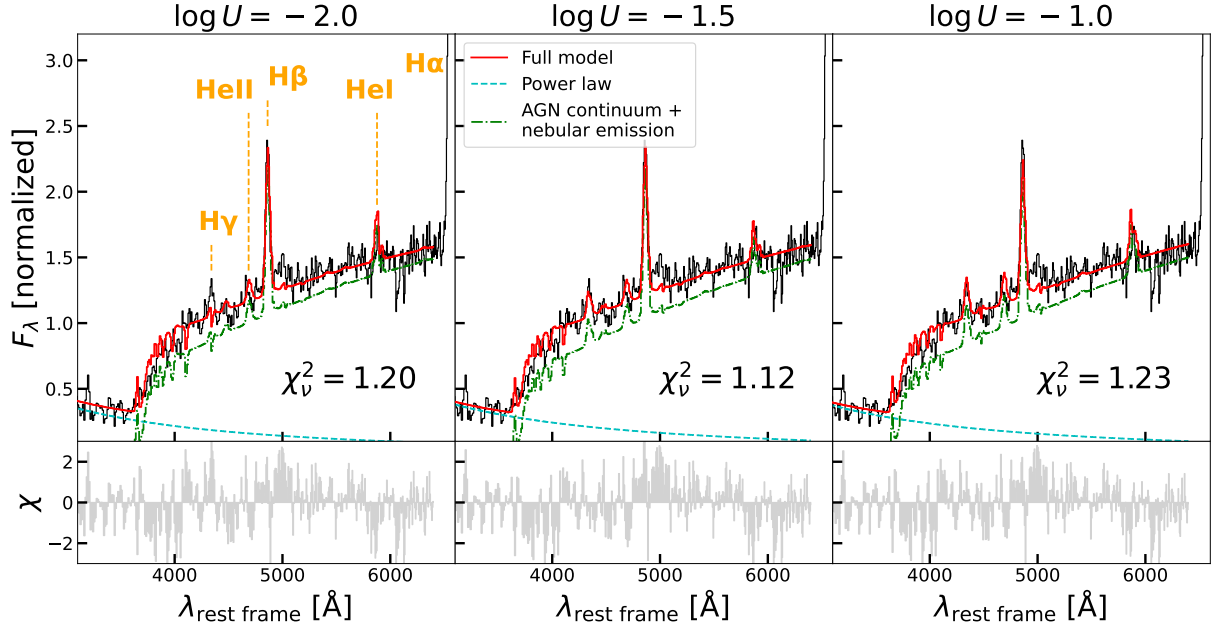 log U = −2.0
log U = −1.5
log U = −1.0
F_λ [normalized]
3.0
2.5
2.0
1.5
1.0
0.5
HeII
Hβ
HeI
Hα
Hγ
χ²_ν = 1.20
Full model
Power law
AGN continuum +
nebular emission
χ²_ν = 1.12
χ²_ν = 1.23
χ
2
0
−2
4000 5000 6000
4000 5000 6000
4000 5000 6000
λ_rest frame [Å]
λ_rest frame [Å]
λ_rest frame [Å]